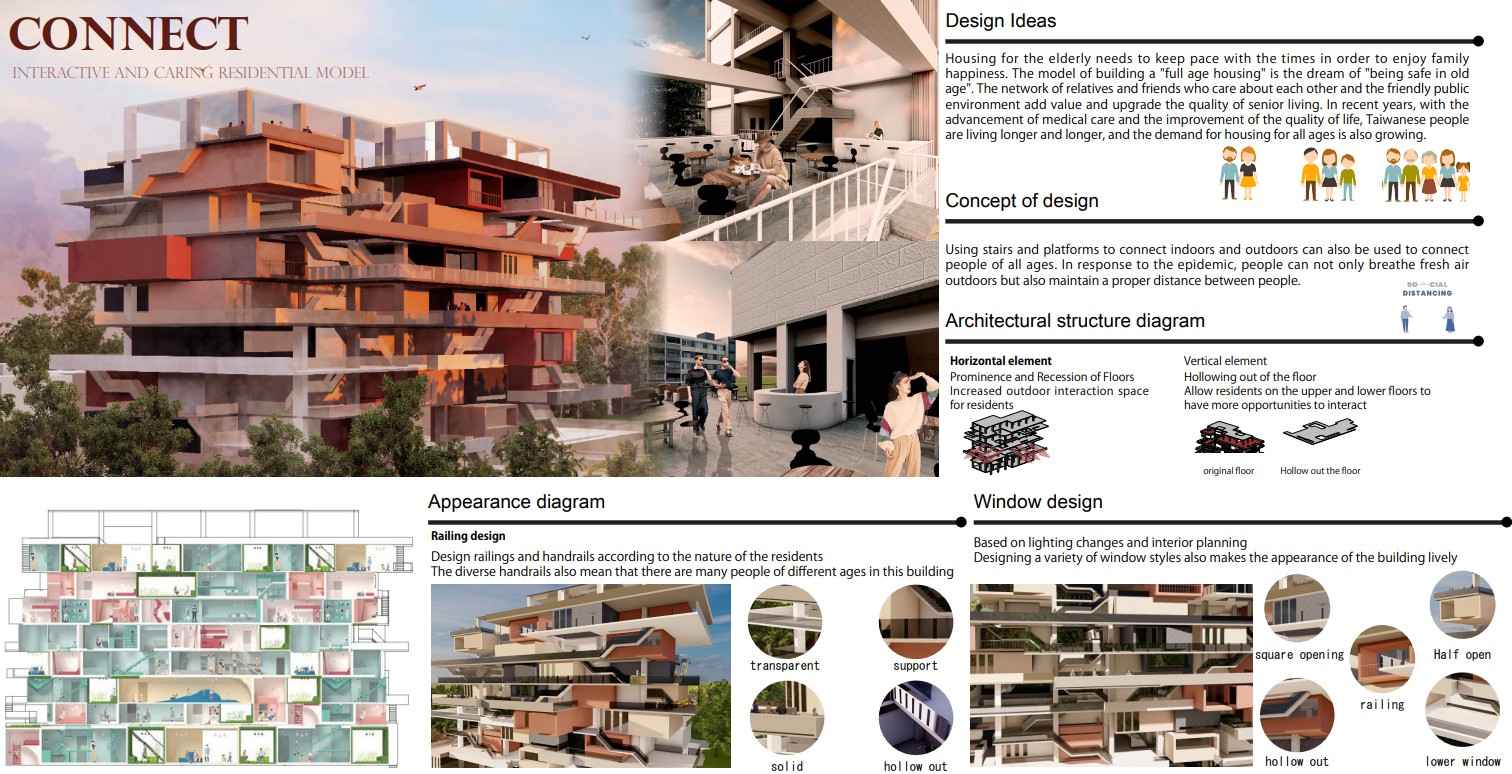 CONNECT
INTERACTIVE AND CARING RESIDENTIAL MODEL
Design Ideas
Housing for the elderly needs to keep pace with the times in order to enjoy family
happiness. The model of building a "full age housing" is the dream of "being safe in old
age". The network of relatives and friends who care about each other and the friendly public
environment add value and upgrade the quality of senior living. In recent years, with the
advancement of medical care and the improvement of the quality of life, Taiwanese people
are living longer and longer, and the demand for housing for all ages is also growing.
Concept of design
Using stairs and platforms to connect indoors and outdoors can also be used to connect
people of all ages. In response to the epidemic, people can not only breathe fresh air
outdoors but also maintain a proper distance between people.
SO-CIAL
DISTANCING
Architectural structure diagram
Horizontal element
Prominence and Recession of Floors
Increased outdoor interaction space
for residents
Vertical element
Hollowing out of the floor
Allow residents on the upper and lower floors to
have more opportunities to interact
original floor
Hollow out the floor
Appearance diagram
Railing design
Design railings and handrails according to the nature of the residents
The diverse handrails also mean that there are many people of different ages in this building
transparent
support
solid
hollow out
Window design
Based on lighting changes and interior planning
Designing a variety of window styles also makes the appearance of the building lively
square opening
Half open
railing
hollow out
lower window